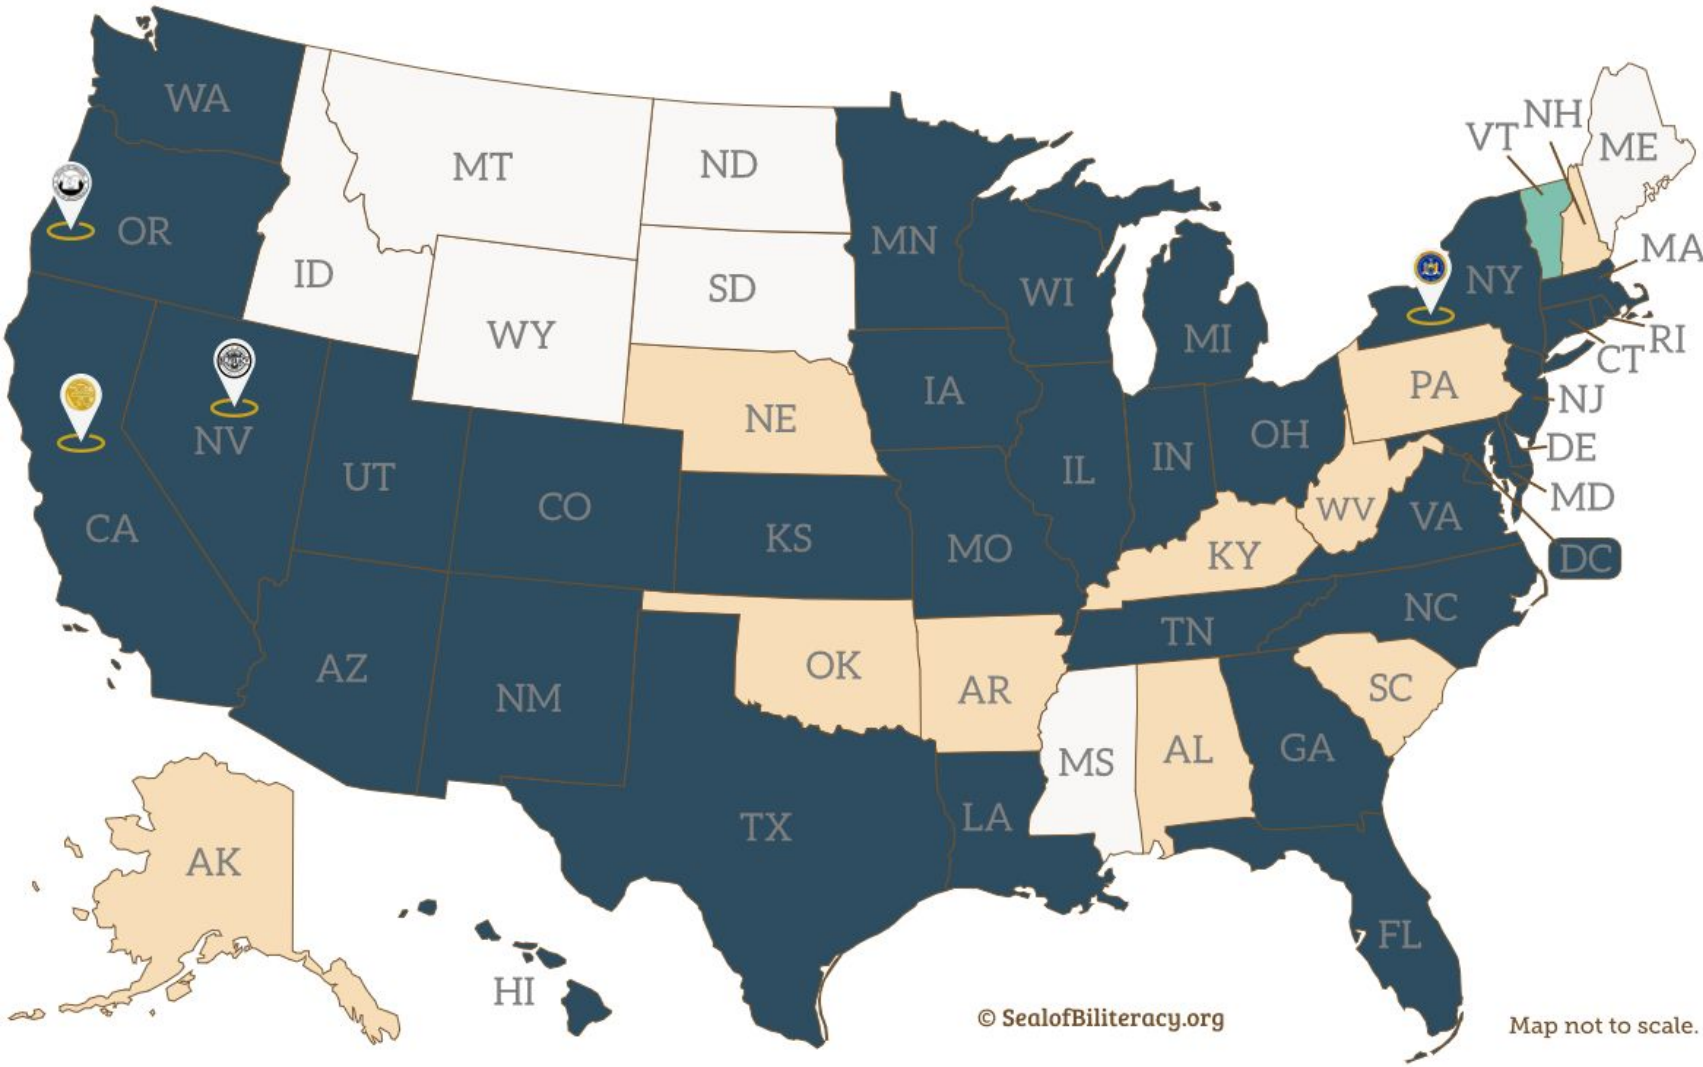 WA
MT
ND
MN
NH
VT
ME
OR
ID
SD
WI
MI
NY
MA
WY
RI
CT
NE
IA
PA
NJ
NV
UT
CO
KS
MO
IL
IN
OH
WV
VA
DE
MD
DC
CA
KY
NC
TN
AZ
NM
OK
AR
SC
MS
AL
GA
TX
LA
AK
FL
HI
© SealofBiliteracy.org
Map not to scale.